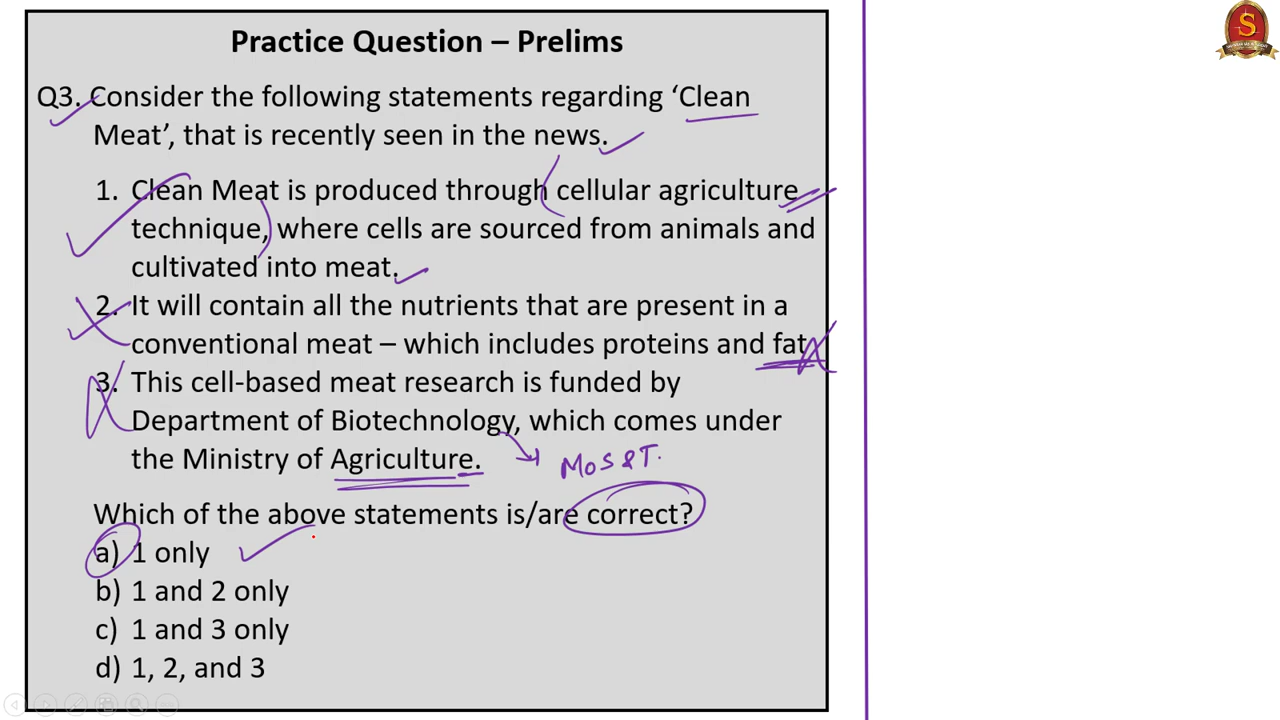 Practice Question – Prelims
Q3. Consider the following statements regarding ‘Clean
Meat’, that is recently seen in the news.
1. Clean Meat is produced through cellular agriculture
technique, where cells are sourced from animals and
cultivated into meat.
2. It will contain all the nutrients that are present in a
conventional meat – which includes proteins and fat
3. This cell-based meat research is funded by
Department of Biotechnology, which comes under
the Ministry of Agriculture.
MoS&T.
Which of the above statements is/are correct?
a) 1 only
b) 1 and 2 only
c) 1 and 3 only
d) 1, 2, and 3
S